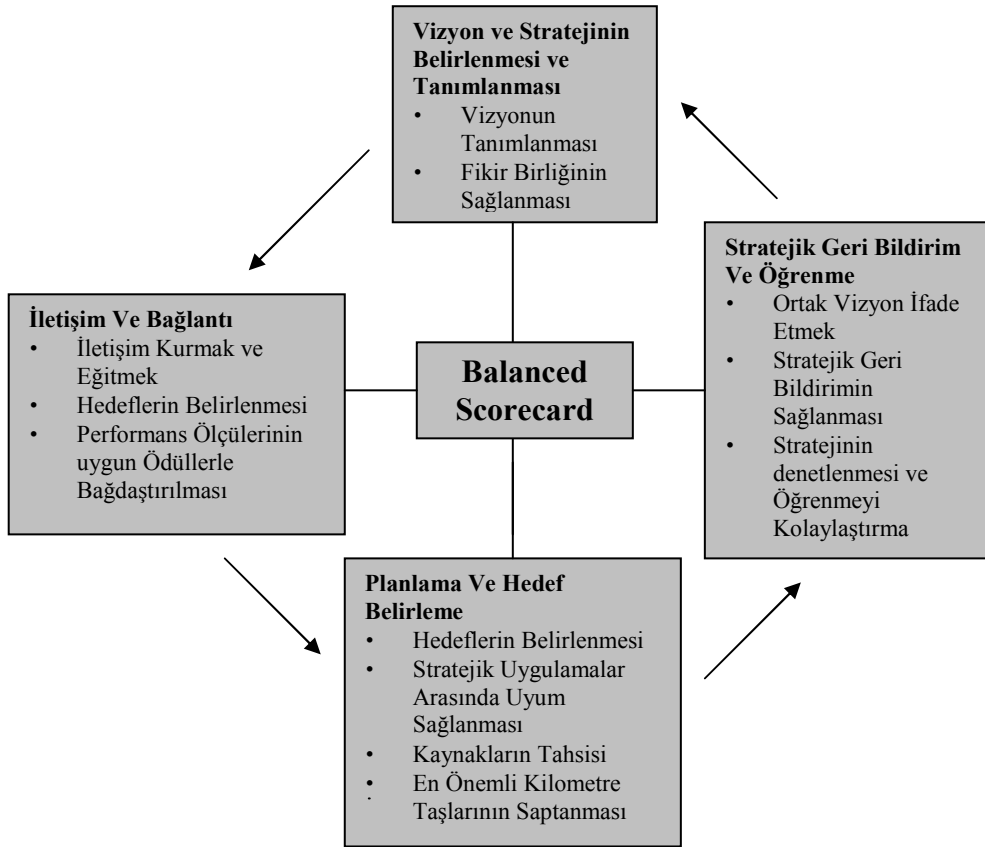 Vizyon ve Stratejinin
Belirlenmesi ve
Tanımlanması
• Vizyonun
Tanımlanması
• Fikir Birliğinin
Sağlanması
İletişim Ve Bağlantı
• İletişim Kurmak ve
Eğitmek
• Hedeflerin Belirlenmesi
• Performans Ölçülerinin
uygun Ödüllerle
Bağdaştırılması
Balanced
Scorecard
Stratejik Geri Bildirim
Ve Öğrenme
• Ortak Vizyon İfade
Etmek
• Stratejik Geri
Bildirimin
Sağlanması
• Stratejinin
denetlenmesi ve
Öğrenmeyi
Kolaylaştırma
Planlama Ve Hedef
Belirleme
• Hedeflerin Belirlenmesi
• Stratejik Uygulamalar
Arasında Uyum
Sağlanması
• Kaynakların Tahsisi
• En Önemli Kilometre
Taşlarının Saptanması